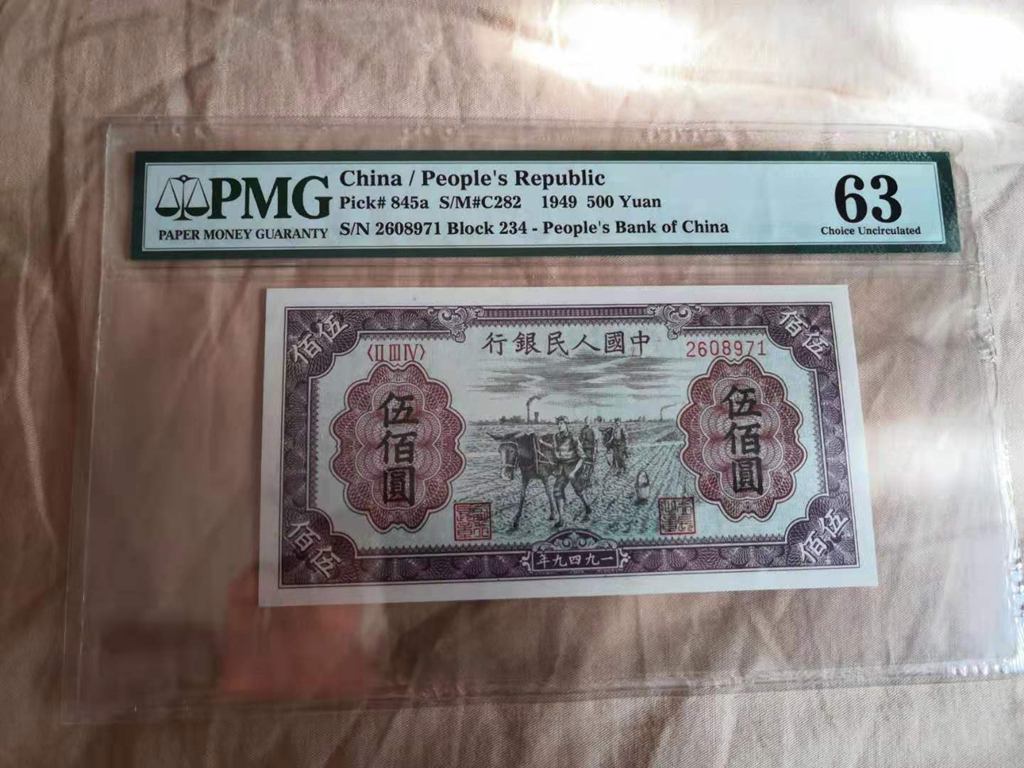 PMG
PAPER MONEY GUARANTY
China / People's Republic
Pick# 845a S/M#C282 1949 500 Yuan
S/N 2608971 Block 234 - People's Bank of China
63
Choice Uncirculated
行銀民人國中
佰伍
佰伍
〈II III IV〉
2608971
伍佰圓
伍佰圓
佰伍
佰伍
年九四九一